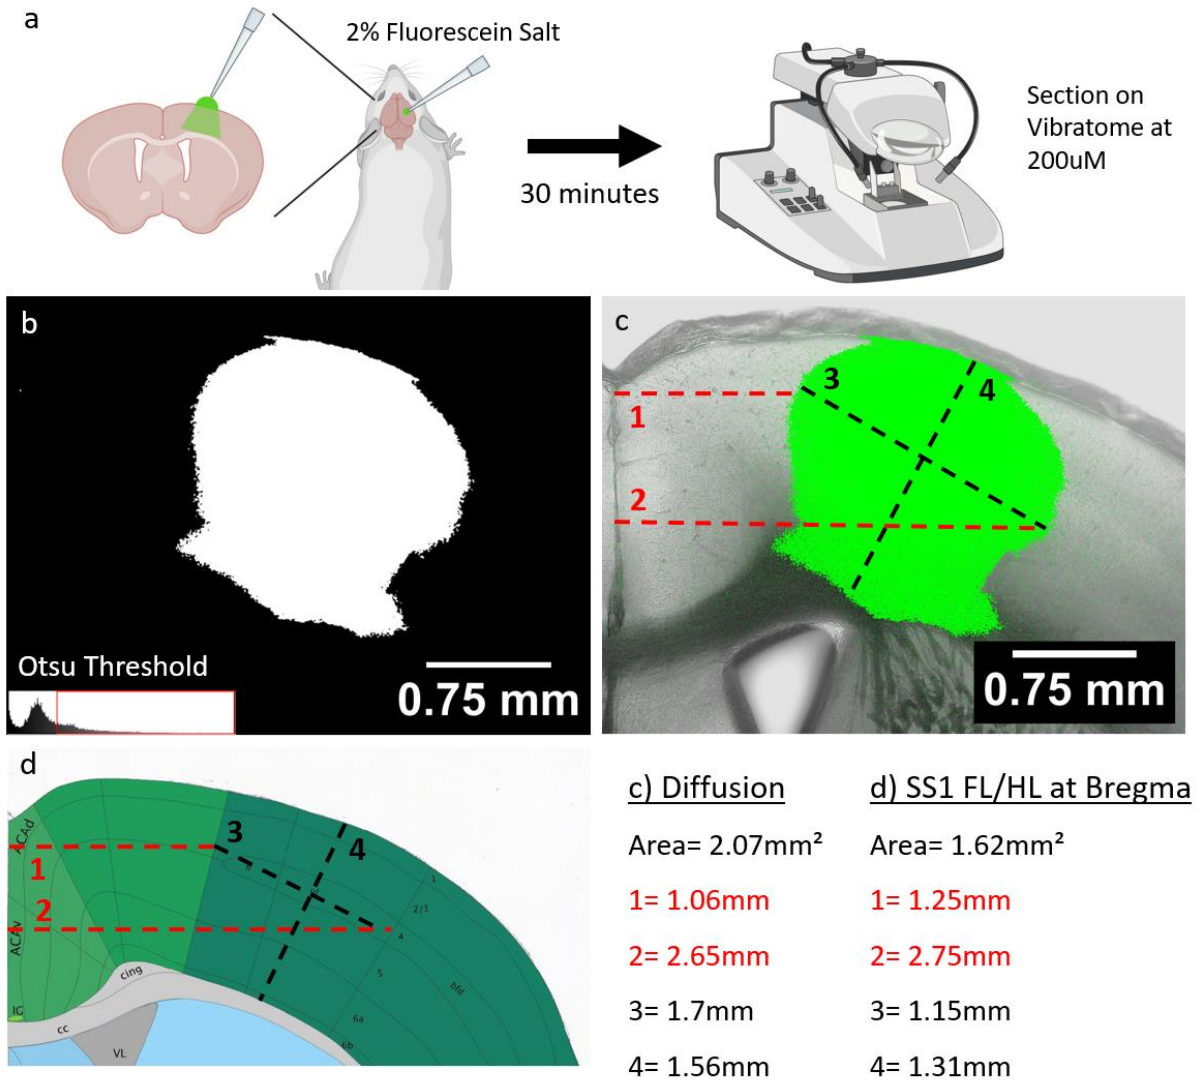 a
2% Fluorescein Salt
30 minutes
Section on
Vibratome at
200uM
b
Otsu Threshold
0.75 mm
c
1
2
3
4
0.75 mm
d
ACAd
ACAv
1
2
3
4
1
2/3
4
5
6a
6b
bfd
cing
IG
cc
VL
c) Diffusion
Area= 2.07mm²
1= 1.06mm
2= 2.65mm
3= 1.7mm
4= 1.56mm
d) SS1 FL/HL at Bregma
Area= 1.62mm²
1= 1.25mm
2= 2.75mm
3= 1.15mm
4= 1.31mm